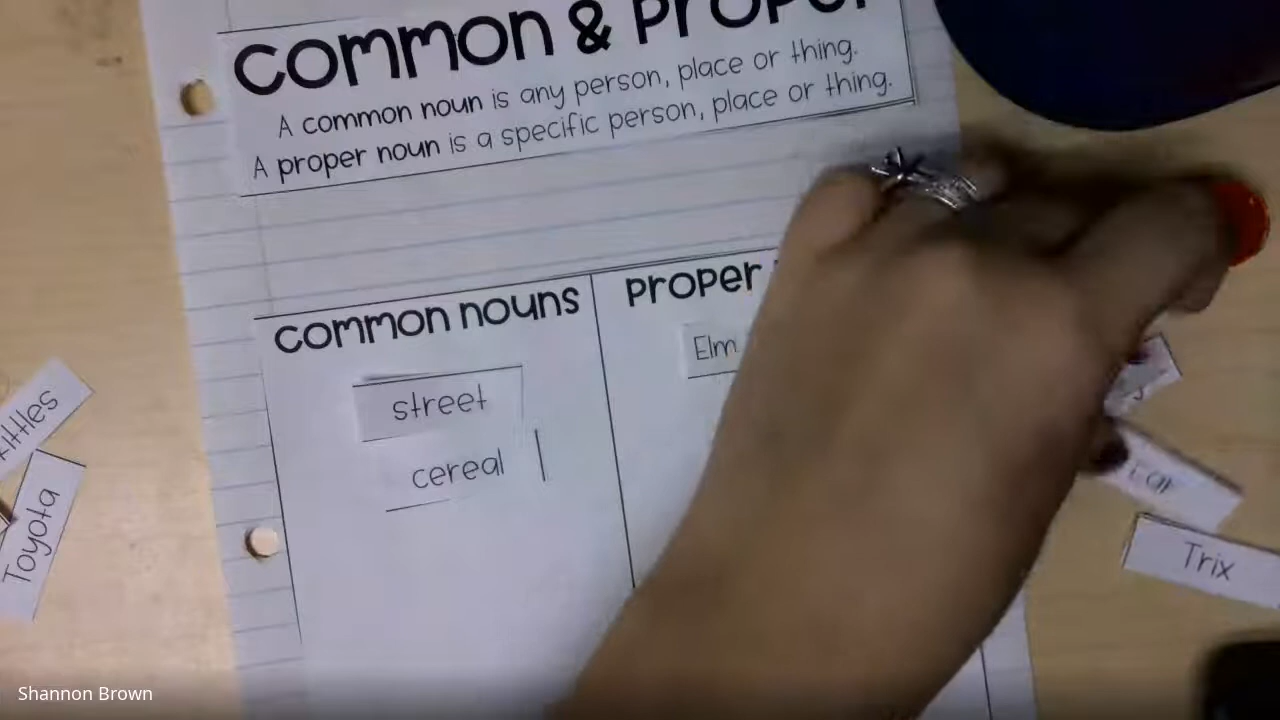 Common & Proper
A common noun is any person, place or thing.
A proper noun is a specific person, place or thing.
common nouns
proper
street
Elm
cereal
Toyota
car
Trix
Shannon Brown